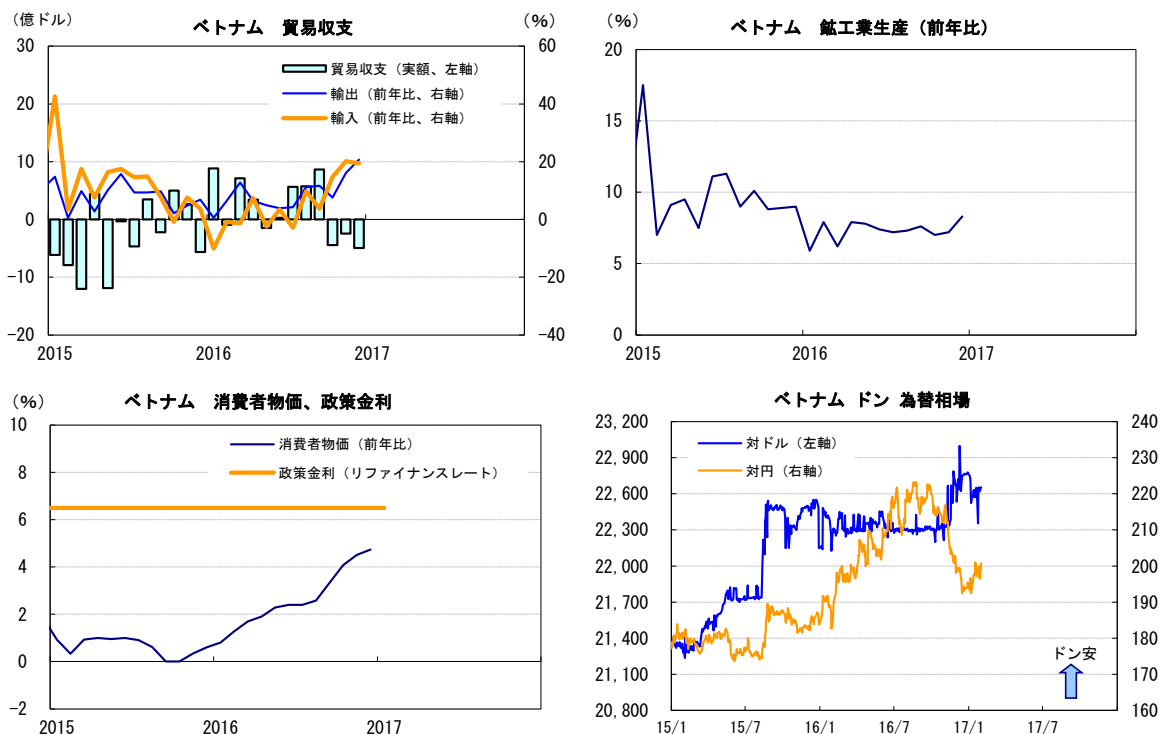 ベトナム 貿易収支
（億ドル）
（%）
30
20
10
0
-10
-20
60
40
20
0
-20
-40
貿易収支（実額、左軸）
輸出（前年比、右軸）
輸入（前年比、右軸）
2015 2016 2017
ベトナム 鉱工業生産（前年比）
（%）
20
15
10
5
0
2015 2016 2017
ベトナム 消費者物価、政策金利
（%）
10
8
6
4
2
0
-2
消費者物価（前年比）
政策金利（リファイナンスレート）
2015 2016 2017
ベトナム ドン 為替相場
23,200
22,900
22,600
22,300
22,000
21,700
21,400
21,100
20,800
240
230
220
210
200
190
180
170
160
対ドル（左軸）
対円（右軸）
ドン安
15/1 15/7 16/1 16/7 17/1 17/7